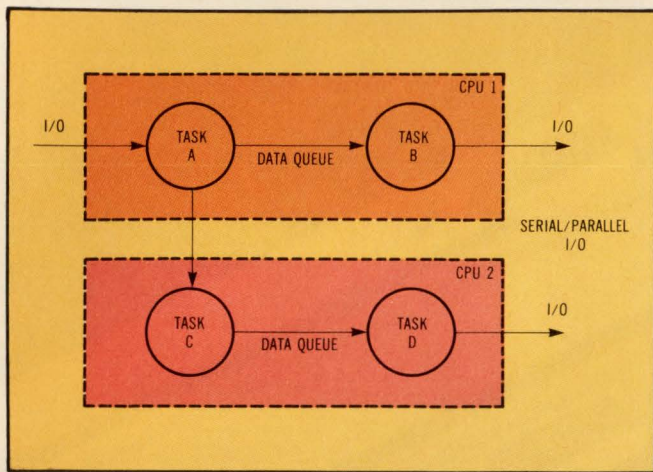 CPU 1
I/O
TASK
A
DATA QUEUE
TASK
B
I/O
SERIAL/PARALLEL
I/O
CPU 2
TASK
C
DATA QUEUE
TASK
D
I/O